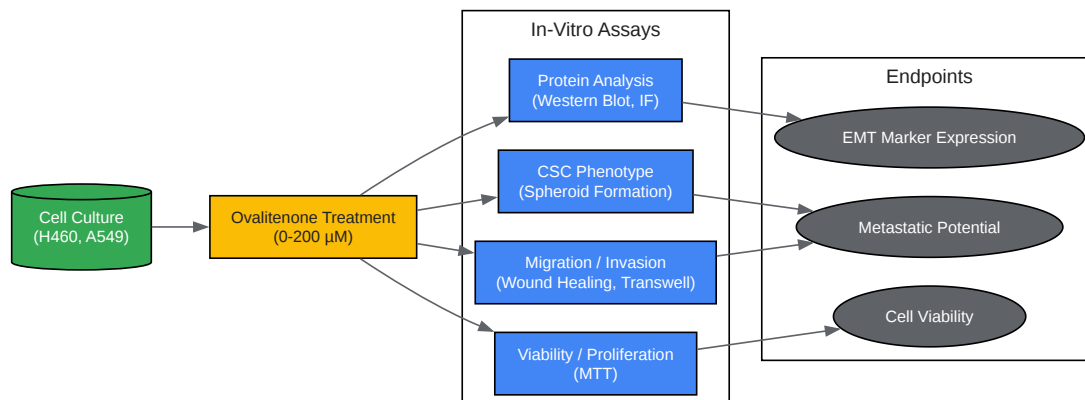 Cell Culture
(H460, A549)
Ovalitenone Treatment
(0-200 µM)
In-Vitro Assays
Protein Analysis
(Western Blot, IF)
CSC Phenotype
(Spheroid Formation)
Migration / Invasion
(Wound Healing, Transwell)
Viability / Proliferation
(MTT)
Endpoints
EMT Marker Expression
Metastatic Potential
Cell Viability